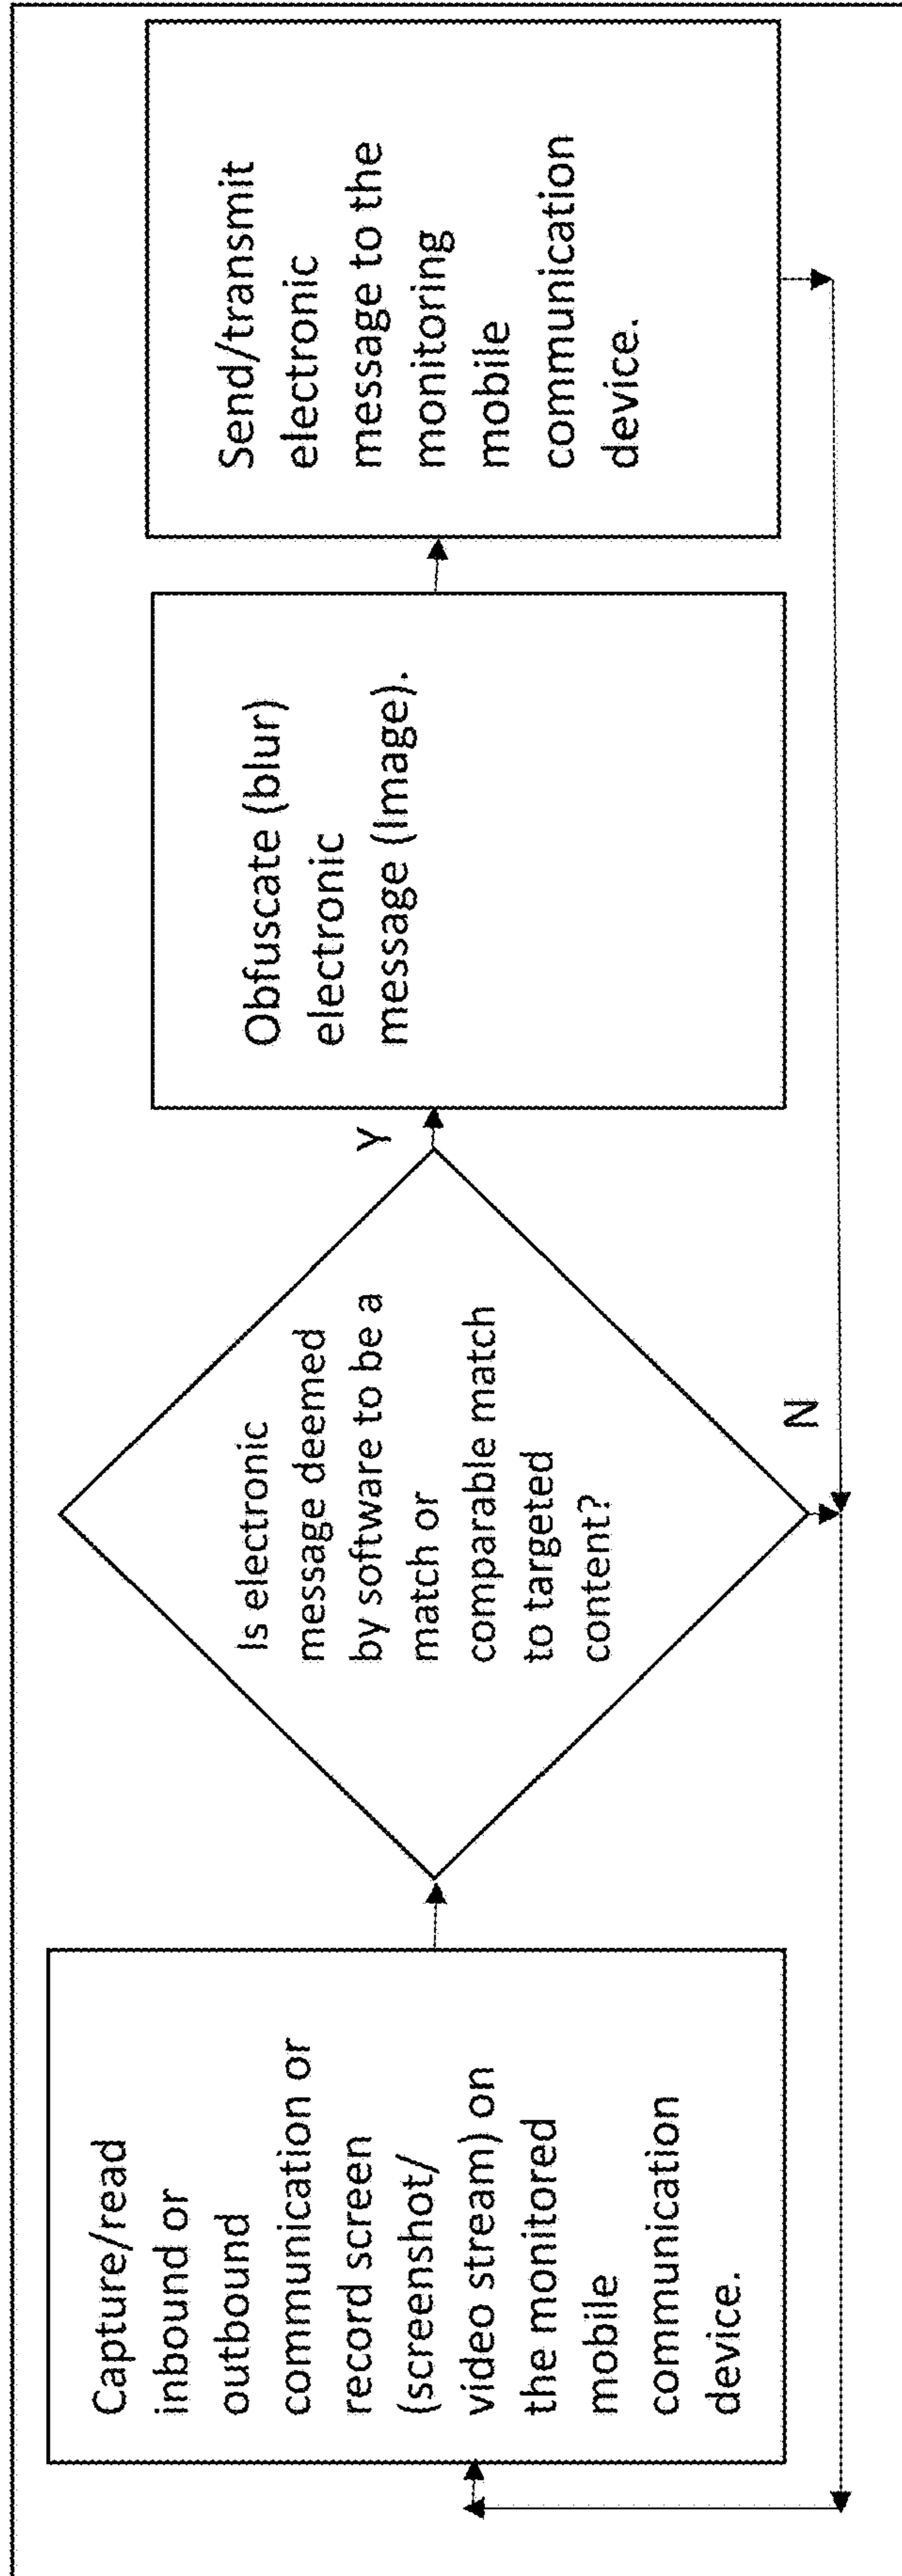 Capture/read
inbound or
outbound
communication or
record screen
(screenshot/
video stream) on
the monitored
mobile
communication
device.
Is electronic
message deemed
by software to be a
match or
comparable match
to targeted
content?
Y
N
Obfuscate (blur)
electronic
message (Image).
Send/transmit
electronic
message to the
monitoring
mobile
communication
device.